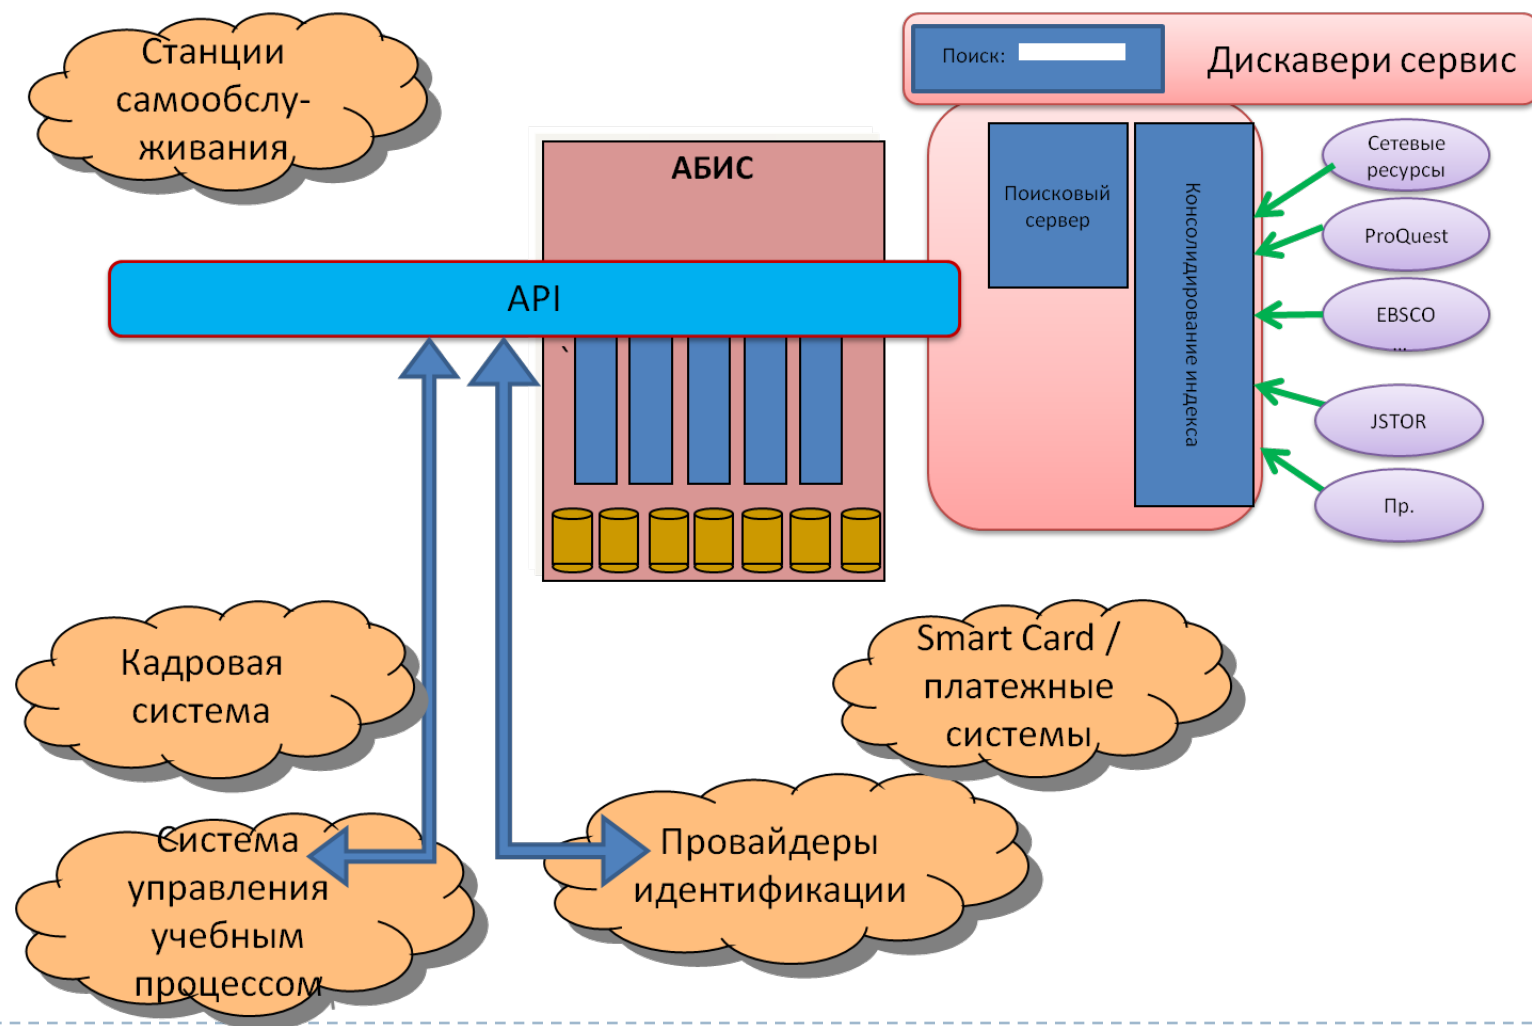 Станции
самообслу-
живания
Поиск:
Дискавери сервис
АБИС
Поисковый
сервер
Консолидирование индекса
Сетевые
ресурсы
ProQuest
EBSCO
...
JSTOR
Пр.
API
`
Кадровая
система
Smart Card /
платежные
системы
Система
управления
учебным
процессом
Провайдеры
идентификации